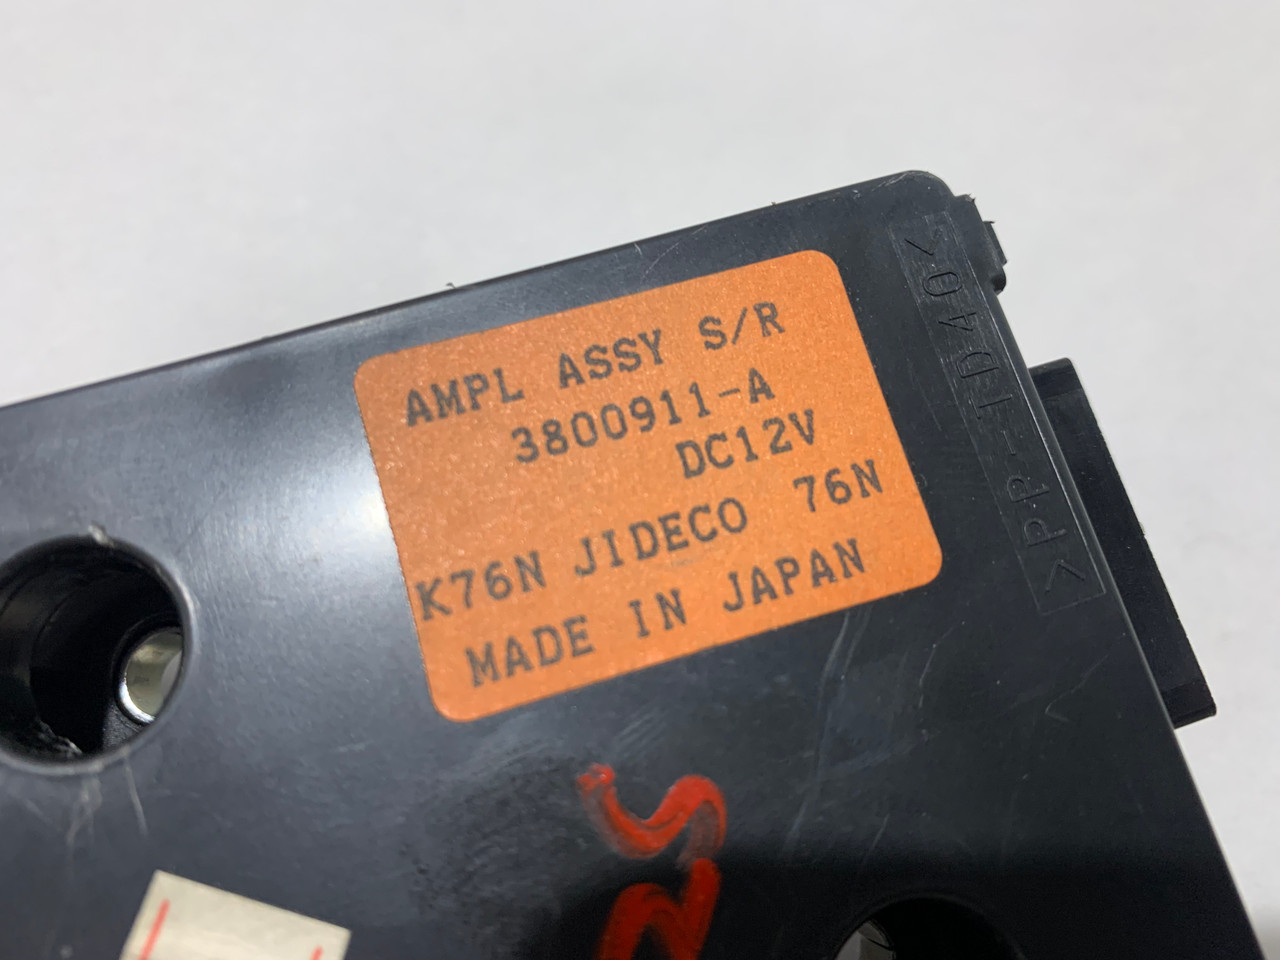 AMPL ASSY S/R
3800911-A
DC12V
K76N JIDECO 76N
MADE IN JAPAN
>PP-TD40<